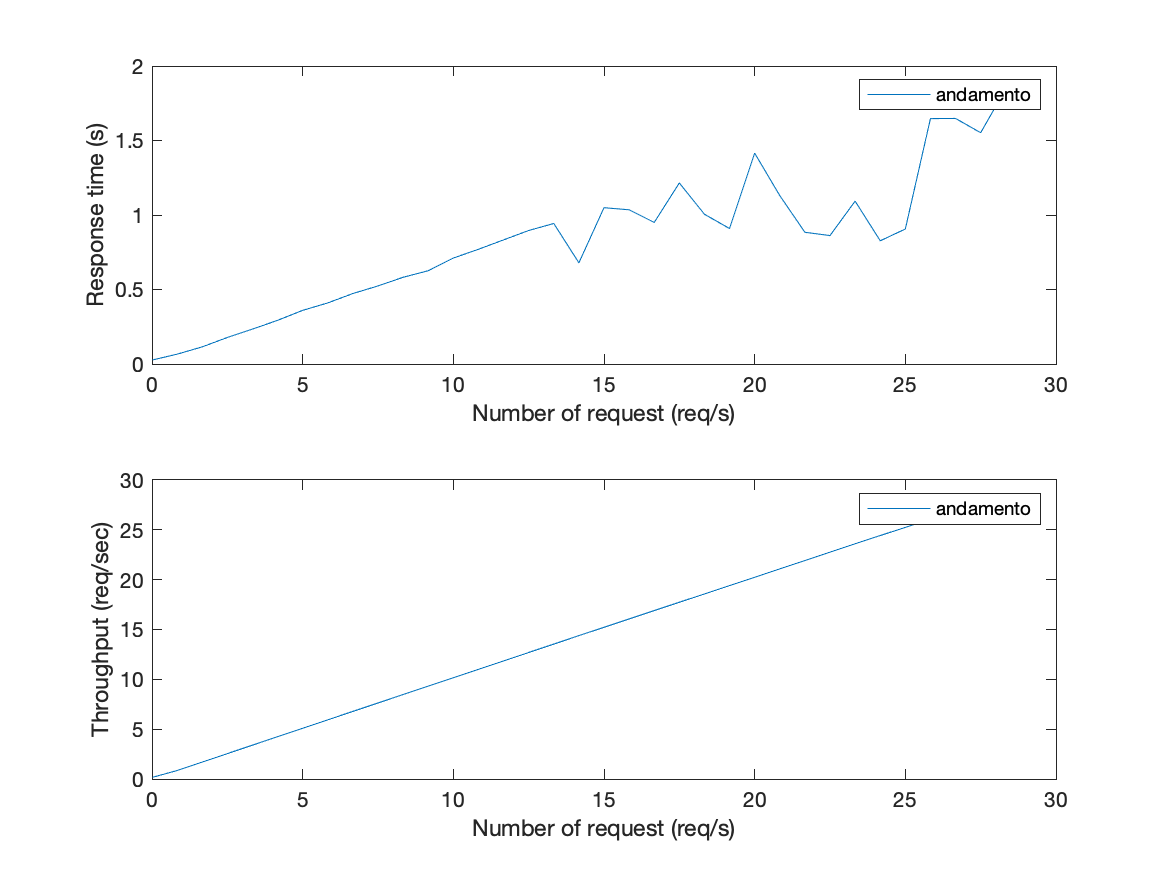 2
1.5
1
0.5
0
Response time (s)
andamento
0 5 10 15 20 25 30
Number of request (req/s)
30
25
20
15
10
5
0
Throughput (req/sec)
andamento
0 5 10 15 20 25 30
Number of request (req/s)